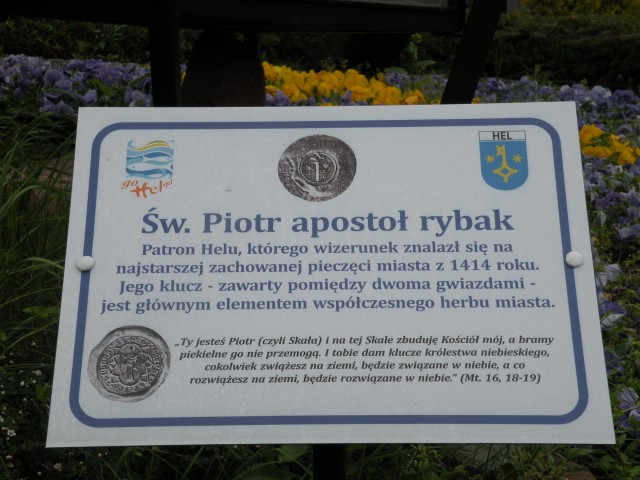 go
Hel.pl
HEL
Św. Piotr apostoł rybak
Patron Helu, którego wizerunek znalazł się na
najstarszej zachowanej pieczęci miasta z 1414 roku.
Jego klucz - zawarty pomiędzy dwoma gwiazdami -
jest głównym elementem współczesnego herbu miasta.
„Ty jesteś Piotr (czyli Skała) i na tej Skale zbuduję Kościół mój, a bramy
piekielne go nie przemogą. I tobie dam klucze królestwa niebieskiego,
cokolwiek zwiążesz na ziemi, będzie związane w niebie, a co
rozwiążesz na ziemi, będzie rozwiązane w niebie." (Mt. 16, 18-19)